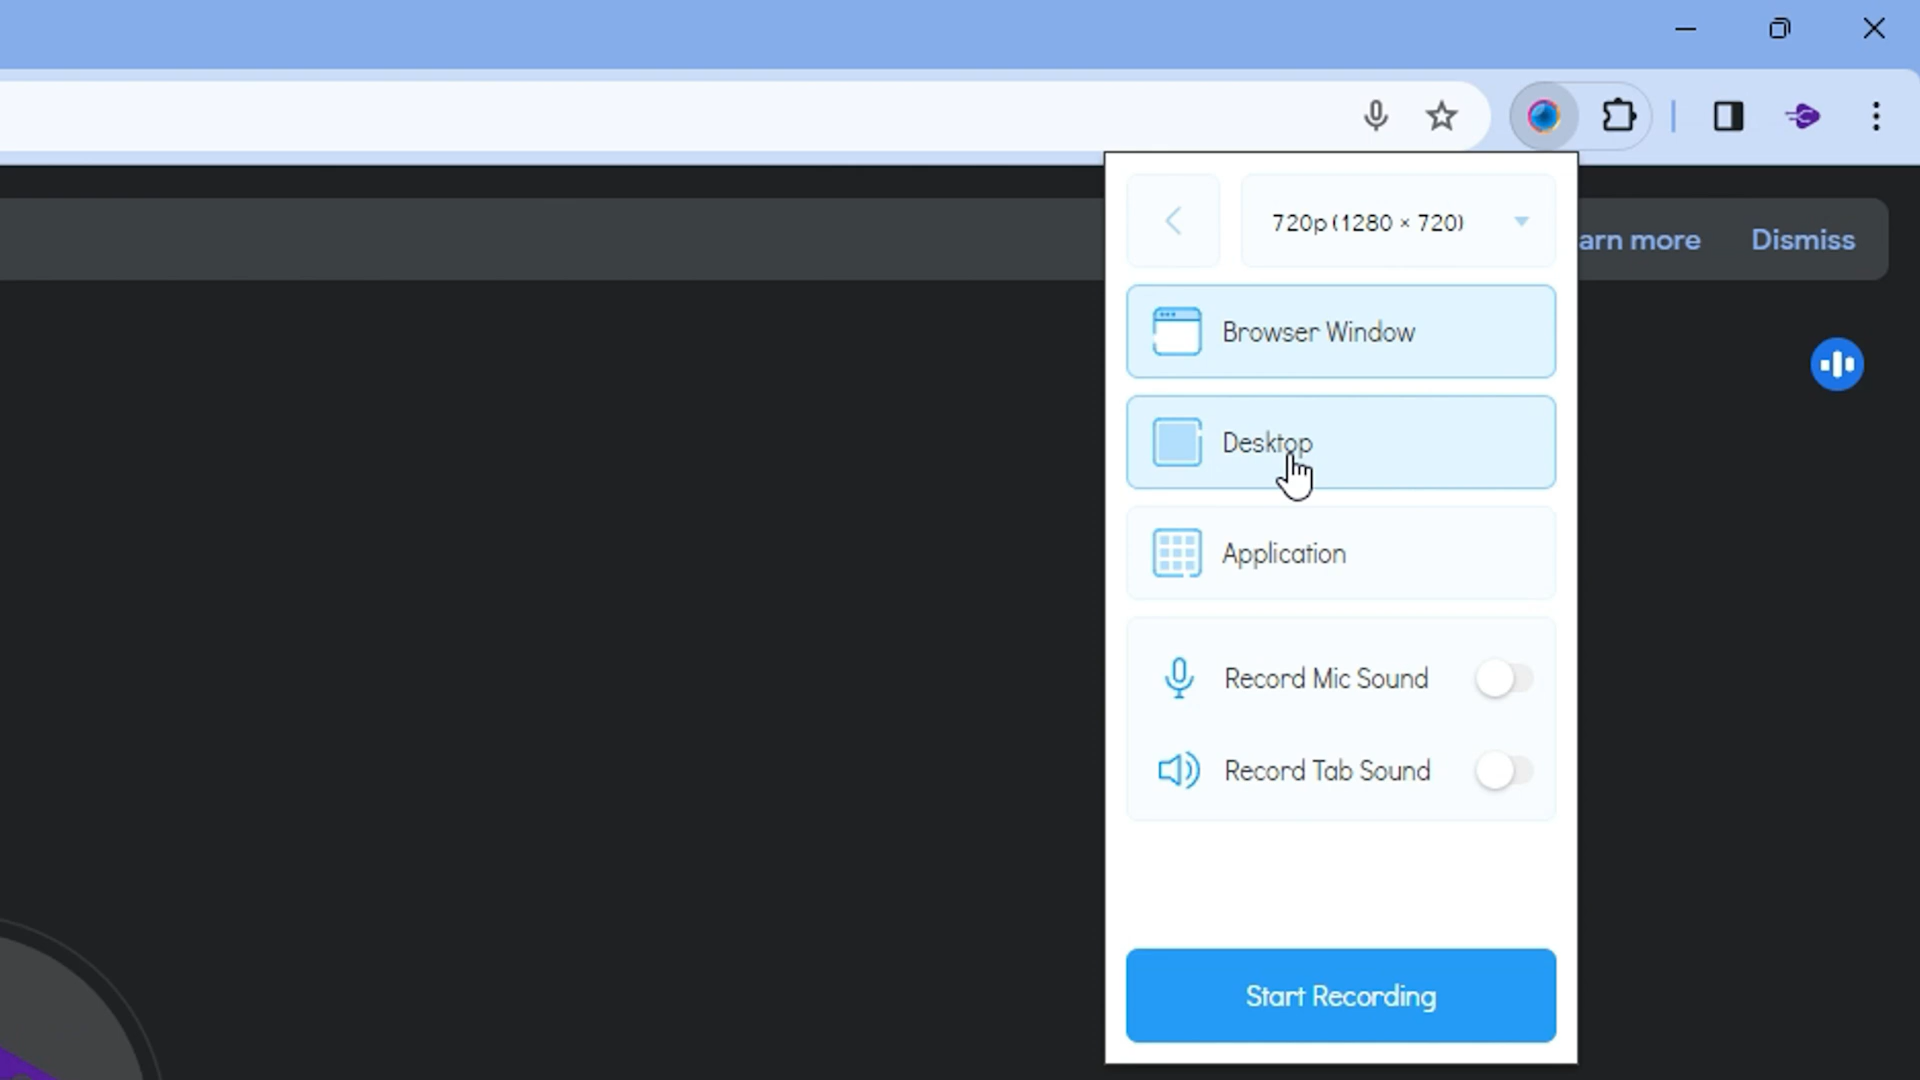 720p (1280 × 720)
arn more Dismiss
Browser Window
Desktop
Application
Record Mic Sound
Record Tab Sound
Start Recording